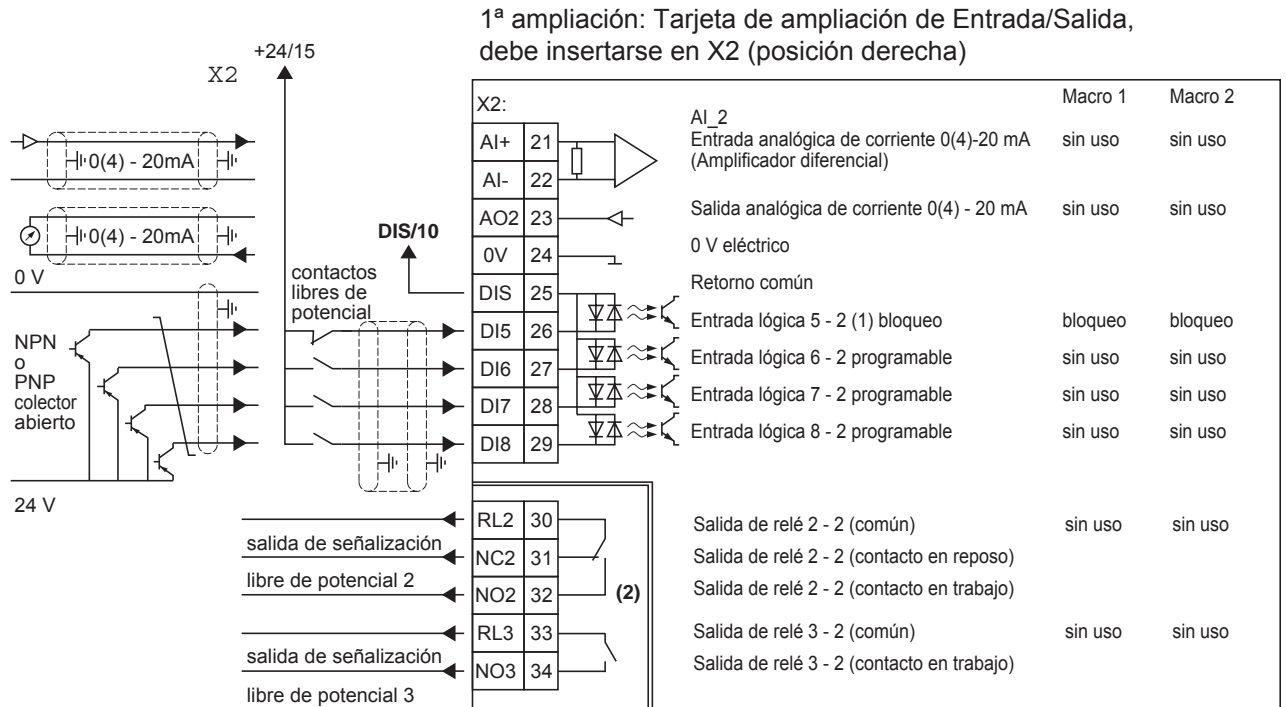 1ª ampliación: Tarjeta de ampliación de Entrada/Salida,
debe insertarse en X2 (posición derecha)
+24/15
X2
0(4) - 20mA
0(4) - 20mA
0 V
NPN
o
PNP
colector
abierto
24 V
contactos
libres de
potencial
DIS/10
X2:
Macro 1 Macro 2
AI+ 21 AI_2
Entrada analógica de corriente 0(4)-20 mA sin uso sin uso
(Amplificador diferencial)
AI- 22
AO2 23 Salida analógica de corriente 0(4) - 20 mA sin uso sin uso
0V 24 0 V eléctrico
DIS 25 Retorno común
DI5 26 Entrada lógica 5 - 2 (1) bloqueo bloqueo bloqueo
DI6 27 Entrada lógica 6 - 2 programable sin uso sin uso
DI7 28 Entrada lógica 7 - 2 programable sin uso sin uso
DI8 29 Entrada lógica 8 - 2 programable sin uso sin uso
salida de señalización
libre de potencial 2
RL2 30 Salida de relé 2 - 2 (común) sin uso sin uso
NC2 31 Salida de relé 2 - 2 (contacto en reposo)
NO2 32 (2) Salida de relé 2 - 2 (contacto en trabajo)
salida de señalización
libre de potencial 3
RL3 33 Salida de relé 3 - 2 (común) sin uso sin uso
NO3 34 Salida de relé 3 - 2 (contacto en trabajo)